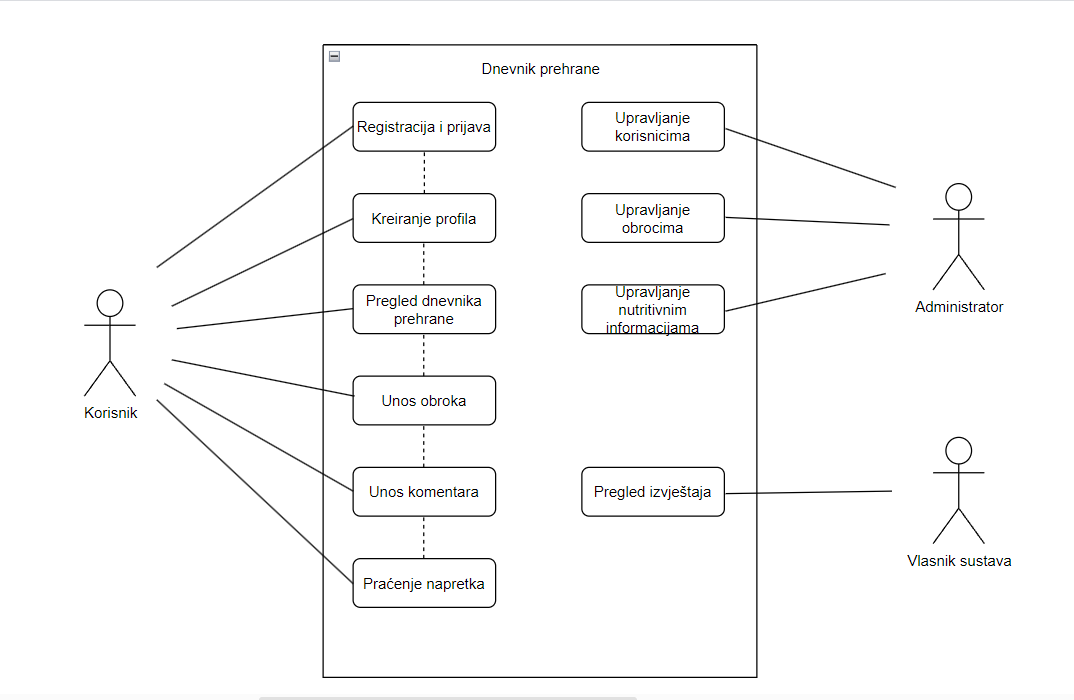 Dnevnik prehrane
Registracija i prijava
Kreiranje profila
Pregled dnevnika
prehrane
Unos obroka
Unos komentara
Praćenje napretka
Upravljanje
korisnicima
Upravljanje
obrocima
Upravljanje
nutritivnim
informacijama
Pregled izvještaja
Korisnik
Administrator
Vlasnik sustava